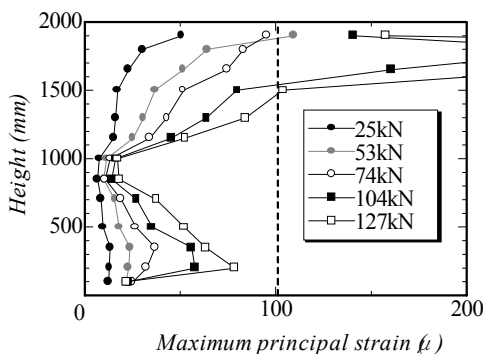 2000
1500
1000
500
0
100
200
Height (mm)
Maximum principal strain (μ)
25kN
53kN
74kN
104kN
127kN